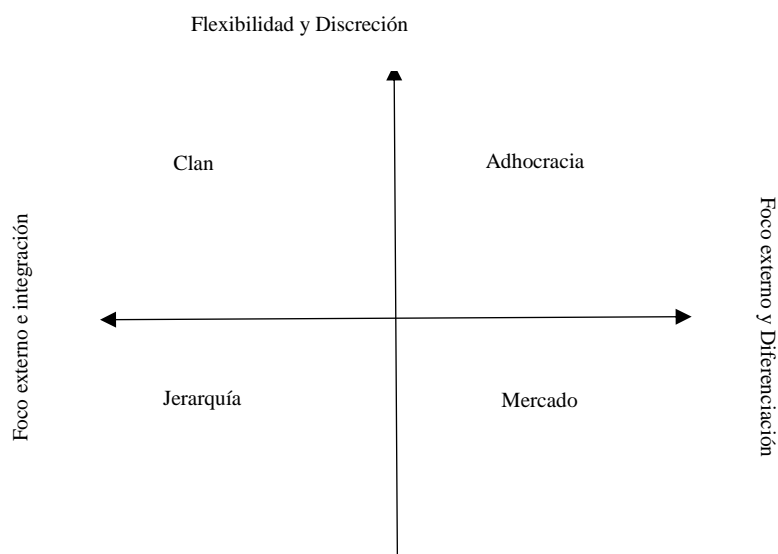 Flexibilidad y Discreción
Clan
Adhocracia
Foco externo e integración
Foco externo y Diferenciación
Jerarquía
Mercado